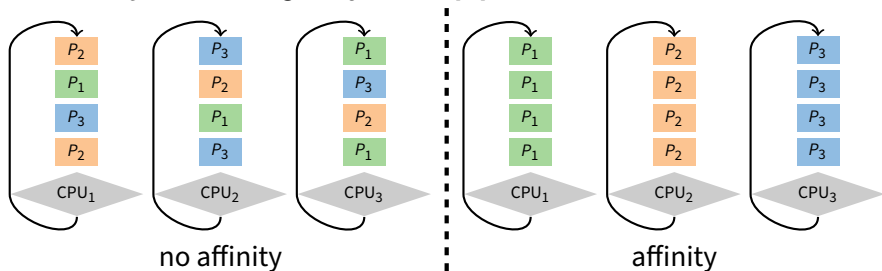 P2 P3 P1 P1 P2 P3
P1 P2 P3 P1 P2 P3
P3 P1 P2 P1 P2 P3
P2 P3 P1 P1 P2 P3
CPU1 CPU2 CPU3 CPU1 CPU2 CPU3
no affinity affinity